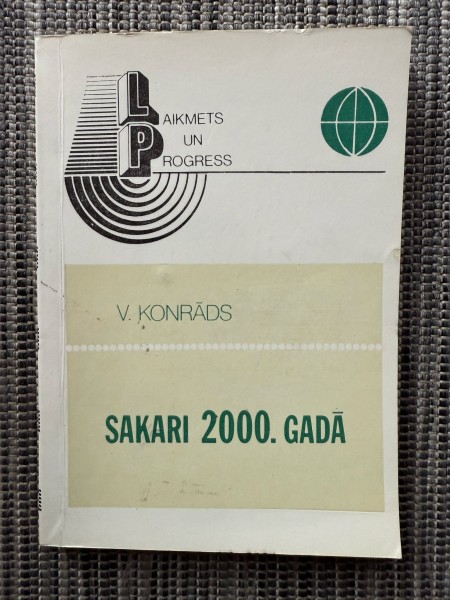 LAIKMETS
UN
PROGRESS
V. KONRĀDS
SAKARI 2000. GADĀ